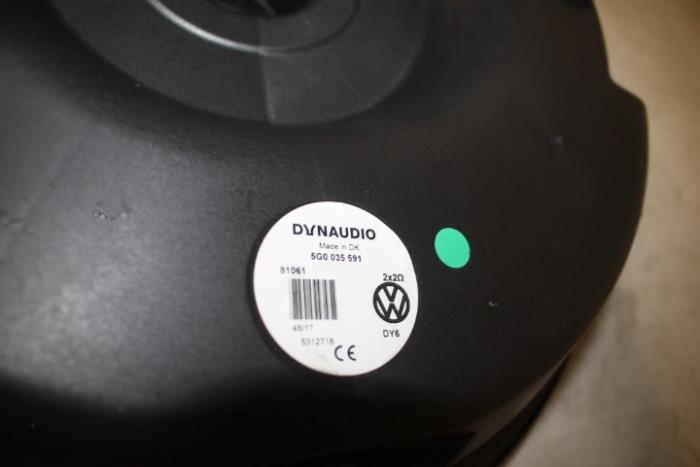 DYNAUDIO
Made in DK
5G0 035 591
81061
2x2Ω
48/17
DY6
5312718
CE